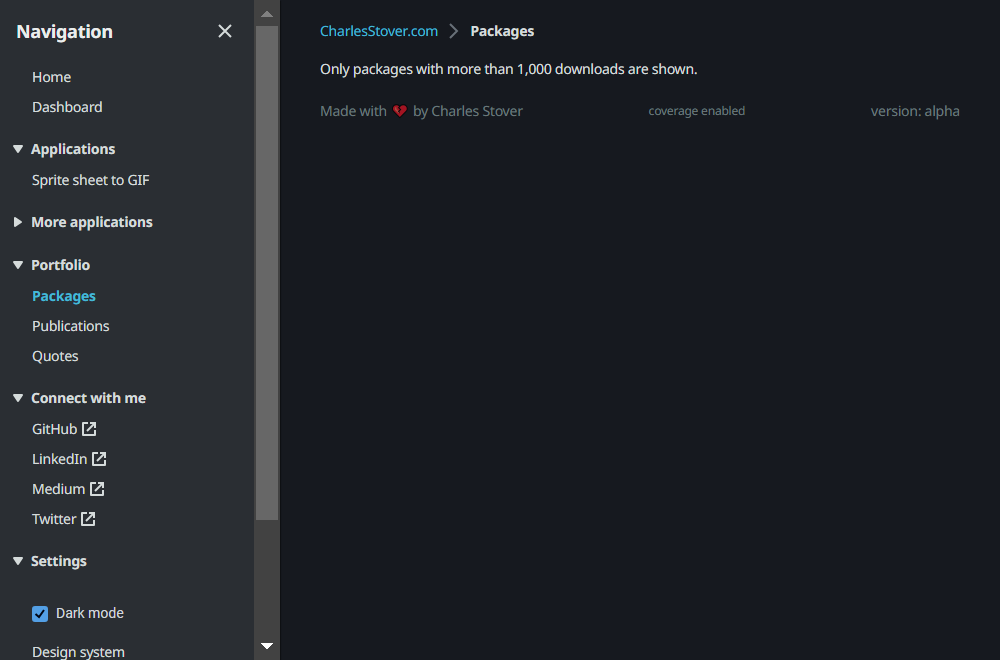 Navigation
Home
Dashboard
Applications
Sprite sheet to GIF
More applications
Portfolio
Packages
Publications
Quotes
Connect with me
GitHub
LinkedIn
Medium
Twitter
Settings
Dark mode
Design system
CharlesStover.com Packages
Only packages with more than 1,000 downloads are shown.
Made with 💔 by Charles Stover coverage enabled version: alpha